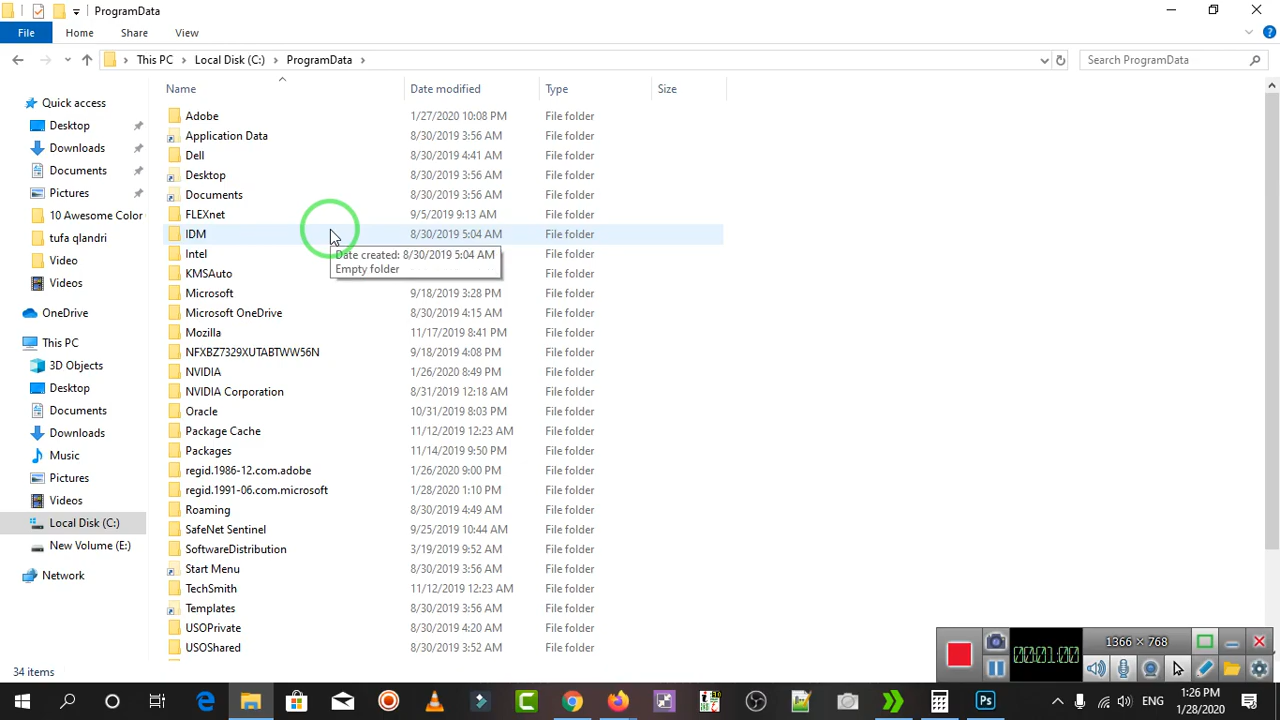 ProgramData
File Home Share View
This PC Local Disk (C:) ProgramData Search ProgramData
Name Date modified Type Size
Quick access
Desktop
Downloads
Documents
Pictures
10 Awesome Color
tufa qlandri
Video
Videos
OneDrive
This PC
3D Objects
Desktop
Documents
Downloads
Music
Pictures
Videos
Local Disk (C:)
New Volume (E:)
Network
Adobe 1/27/2020 10:08 PM File folder
Application Data 8/30/2019 3:56 AM File folder
Dell 8/30/2019 4:41 AM File folder
Desktop 8/30/2019 3:56 AM File folder
Documents 8/30/2019 3:56 AM File folder
FLEXnet 9/5/2019 9:13 AM File folder
IDM 8/30/2019 5:04 AM File folder
Intel File folder
KMSAuto File folder
Date created: 8/30/2019 5:04 AM
Empty folder
Microsoft 9/18/2019 3:28 PM File folder
Microsoft OneDrive 8/30/2019 4:15 AM File folder
Mozilla 11/17/2019 8:41 PM File folder
NFXBZ7329XUTABTWW56N 9/18/2019 4:08 PM File folder
NVIDIA 1/26/2020 8:49 PM File folder
NVIDIA Corporation 8/31/2019 12:18 AM File folder
Oracle 10/31/2019 8:03 PM File folder
Package Cache 11/12/2019 12:23 AM File folder
Packages 11/14/2019 9:50 PM File folder
regid.1986-12.com.adobe 1/26/2020 9:00 PM File folder
regid.1991-06.com.microsoft 1/28/2020 1:10 PM File folder
Roaming 8/30/2019 4:49 AM File folder
SafeNet Sentinel 9/25/2019 10:44 AM File folder
SoftwareDistribution 3/19/2019 9:52 AM File folder
Start Menu 8/30/2019 3:56 AM File folder
TechSmith 11/12/2019 12:23 AM File folder
Templates 8/30/2019 3:56 AM File folder
USOPrivate 8/30/2019 4:20 AM File folder
USOShared 8/30/2019 3:52 AM File folder
34 items
00:01:00 1366 × 768
Ps ENG 1:26 PM
1/28/2020